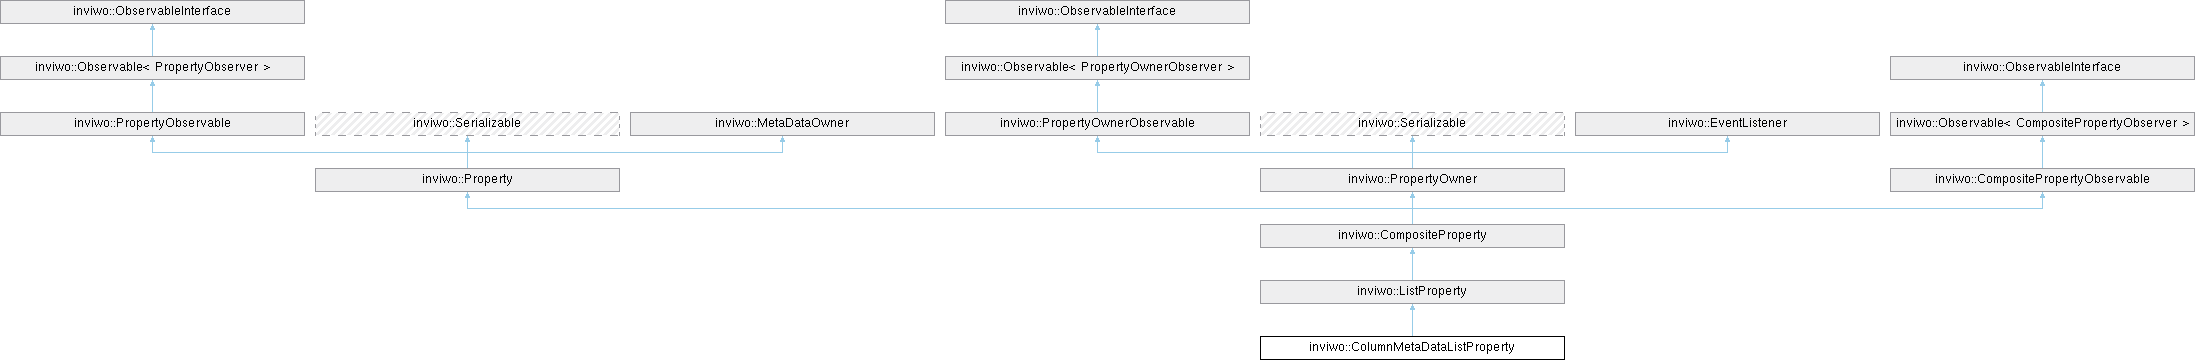 inviwo::ObservableInterface
inviwo::ObservableInterface
inviwo::Observable< PropertyObserver >
inviwo::Observable< PropertyOwnerObserver >
inviwo::ObservableInterface
inviwo::PropertyObservable
inviwo::Serializable
inviwo::MetaDataOwner
inviwo::PropertyOwnerObservable
inviwo::Serializable
inviwo::EventListener
inviwo::Observable< CompositePropertyObserver >
inviwo::Property
inviwo::PropertyOwner
inviwo::CompositePropertyObservable
inviwo::CompositeProperty
inviwo::ListProperty
inviwo::ColumnMetaDataListProperty